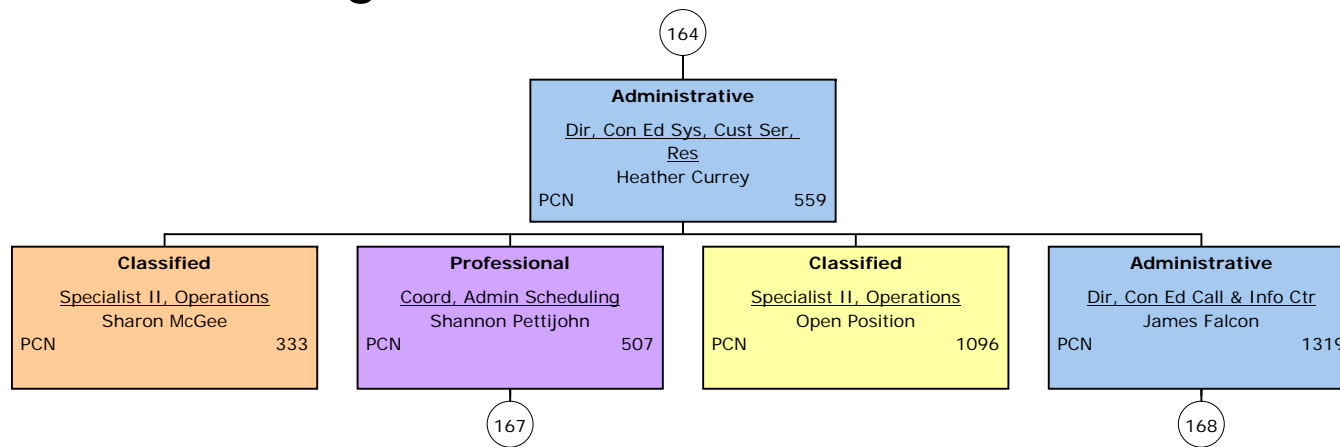 g
164
Administrative
Dir, Con Ed Sys, Cust Ser,
Res
Heather Currey
PCN 559
Classified
Specialist II, Operations
Sharon McGee
PCN 333
Professional
Coord, Admin Scheduling
Shannon Pettijohn
PCN 507
Classified
Specialist II, Operations
Open Position
PCN 1096
Administrative
Dir, Con Ed Call & Info Ctr
James Falcon
PCN 1319
167
168